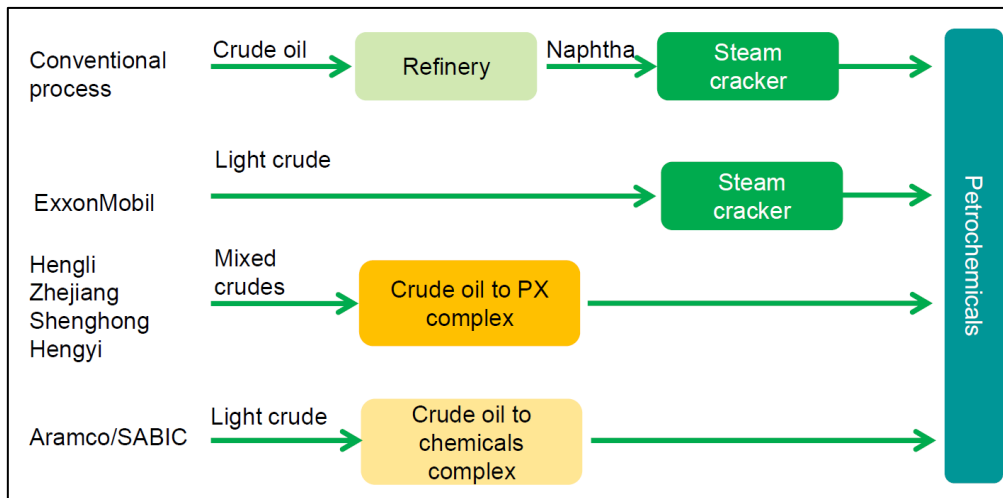 Conventional
process
Crude oil
Refinery
Naphtha
Steam
cracker
ExxonMobil
Light crude
Steam
cracker
Hengli
Zhejiang
Shenghong
Hengyi
Mixed
crudes
Crude oil to PX
complex
Aramco/SABIC
Light crude
Crude oil to
chemicals
complex
Petrochemicals